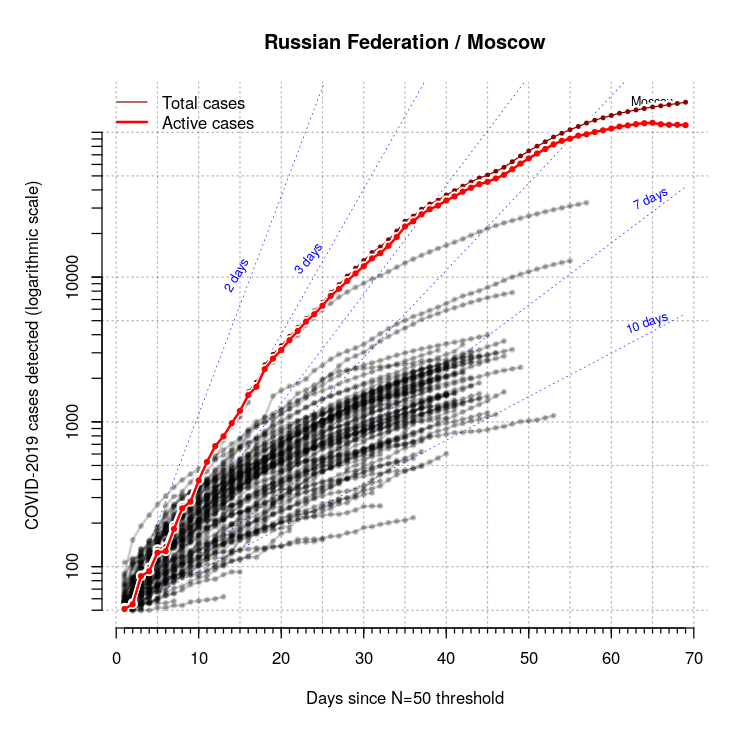 Russian Federation / Moscow
Total cases
Active cases
Moscow
2 days
3 days
7 days
10 days
COVID-2019 cases detected (logarithmic scale)
10000
1000
100
0 10 20 30 40 50 60 70
Days since N=50 threshold